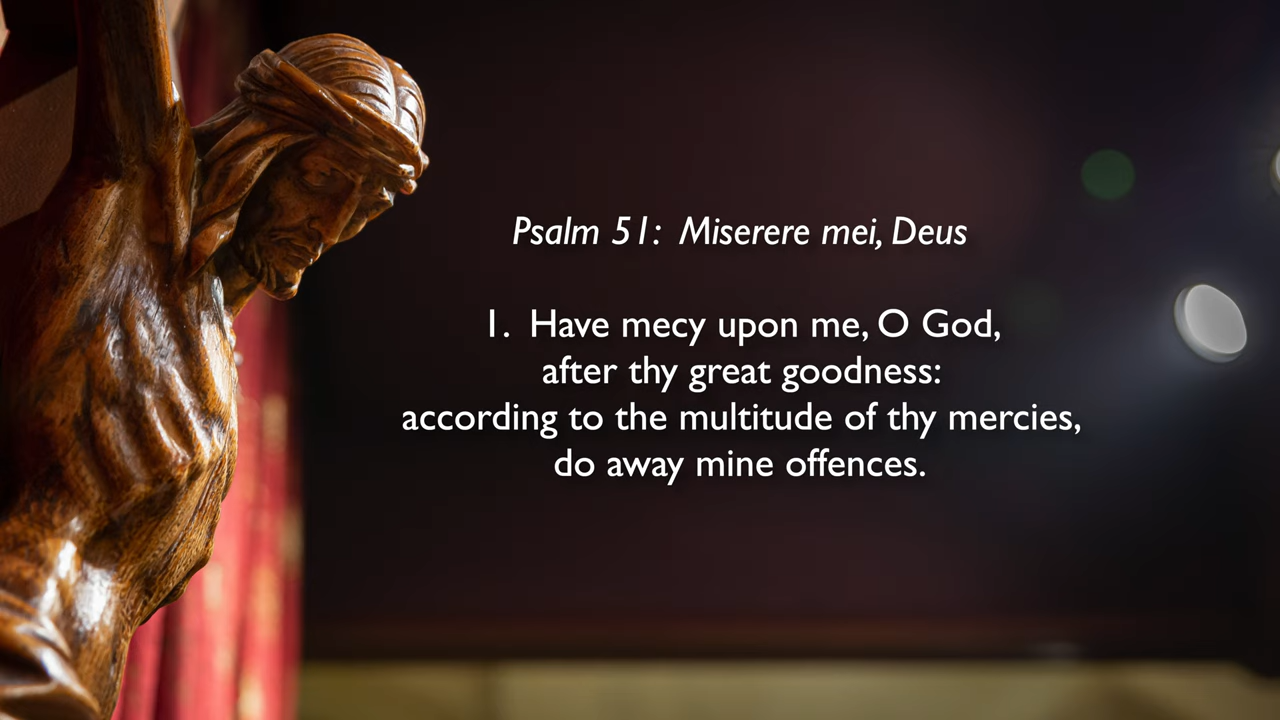 Psalm 51: Miserere mei, Deus
1. Have mecy upon me, O God,
after thy great goodness:
according to the multitude of thy mercies,
do away mine offences.